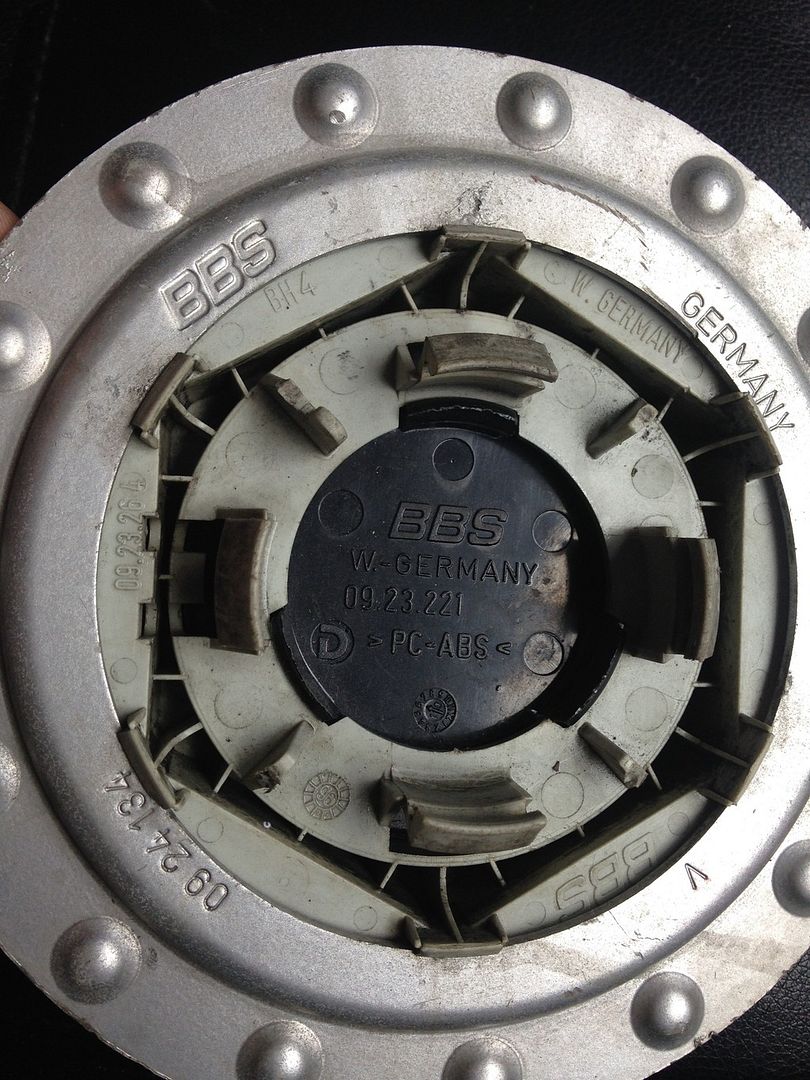 BBS
BH4
W. GERMANY
GERMANY
09.23.264
BBS
W.-GERMANY
09.23.221
D > PC-ABS <
09 24 134
V
BBS